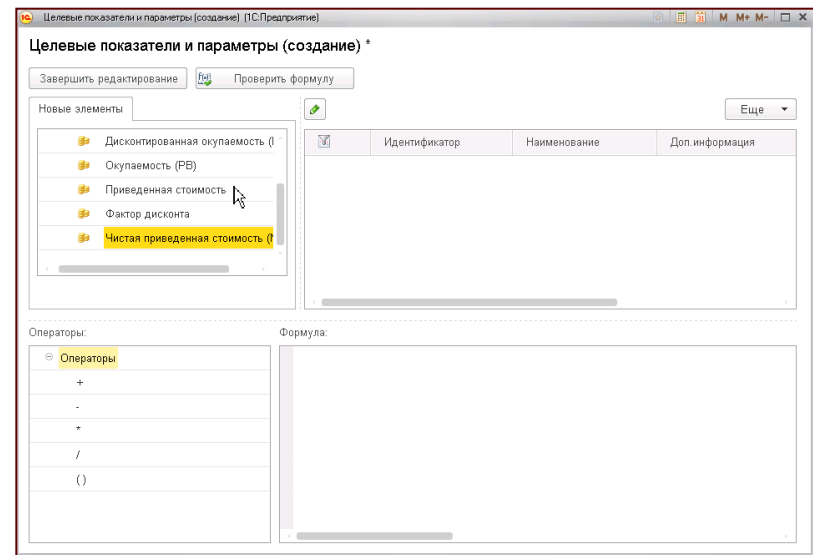 Целевые показатели и параметры (создание) (1С:Предприятие)
M M+ M-
Целевые показатели и параметры (создание) *
Завершить редактирование
Проверить формулу
Новые элементы
Еще
Дисконтированная окупаемость (
Окупаемость (PB)
Приведенная стоимость
Фактор дисконта
Чистая приведенная стоимость (
Идентификатор Наименование Доп.информация
Операторы:
Формула:
Операторы
+
-
*
/
( )